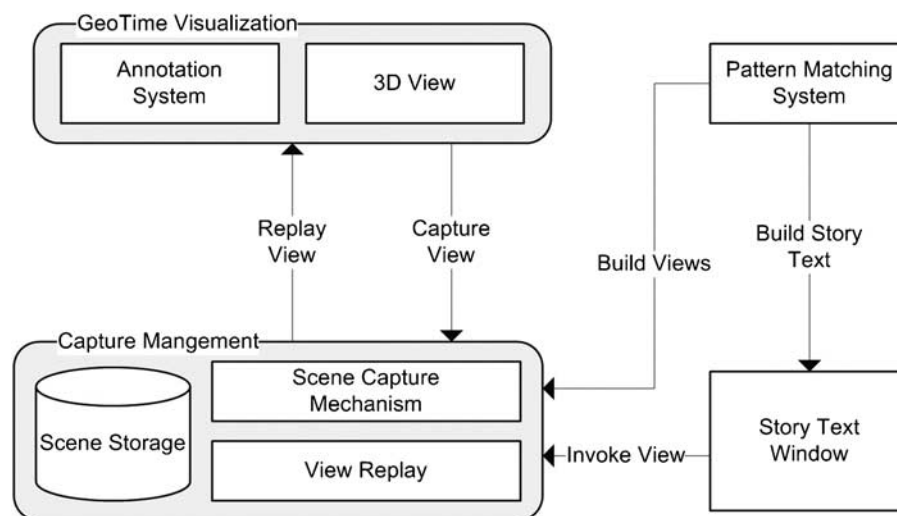 GeoTime Visualization
Annotation
System
3D View
Pattern Matching
System
Replay
View
Capture
View
Build Views
Build Story
Text
Capture Mangement
Scene Storage
Scene Capture
Mechanism
View Replay
Invoke View
Story Text
Window